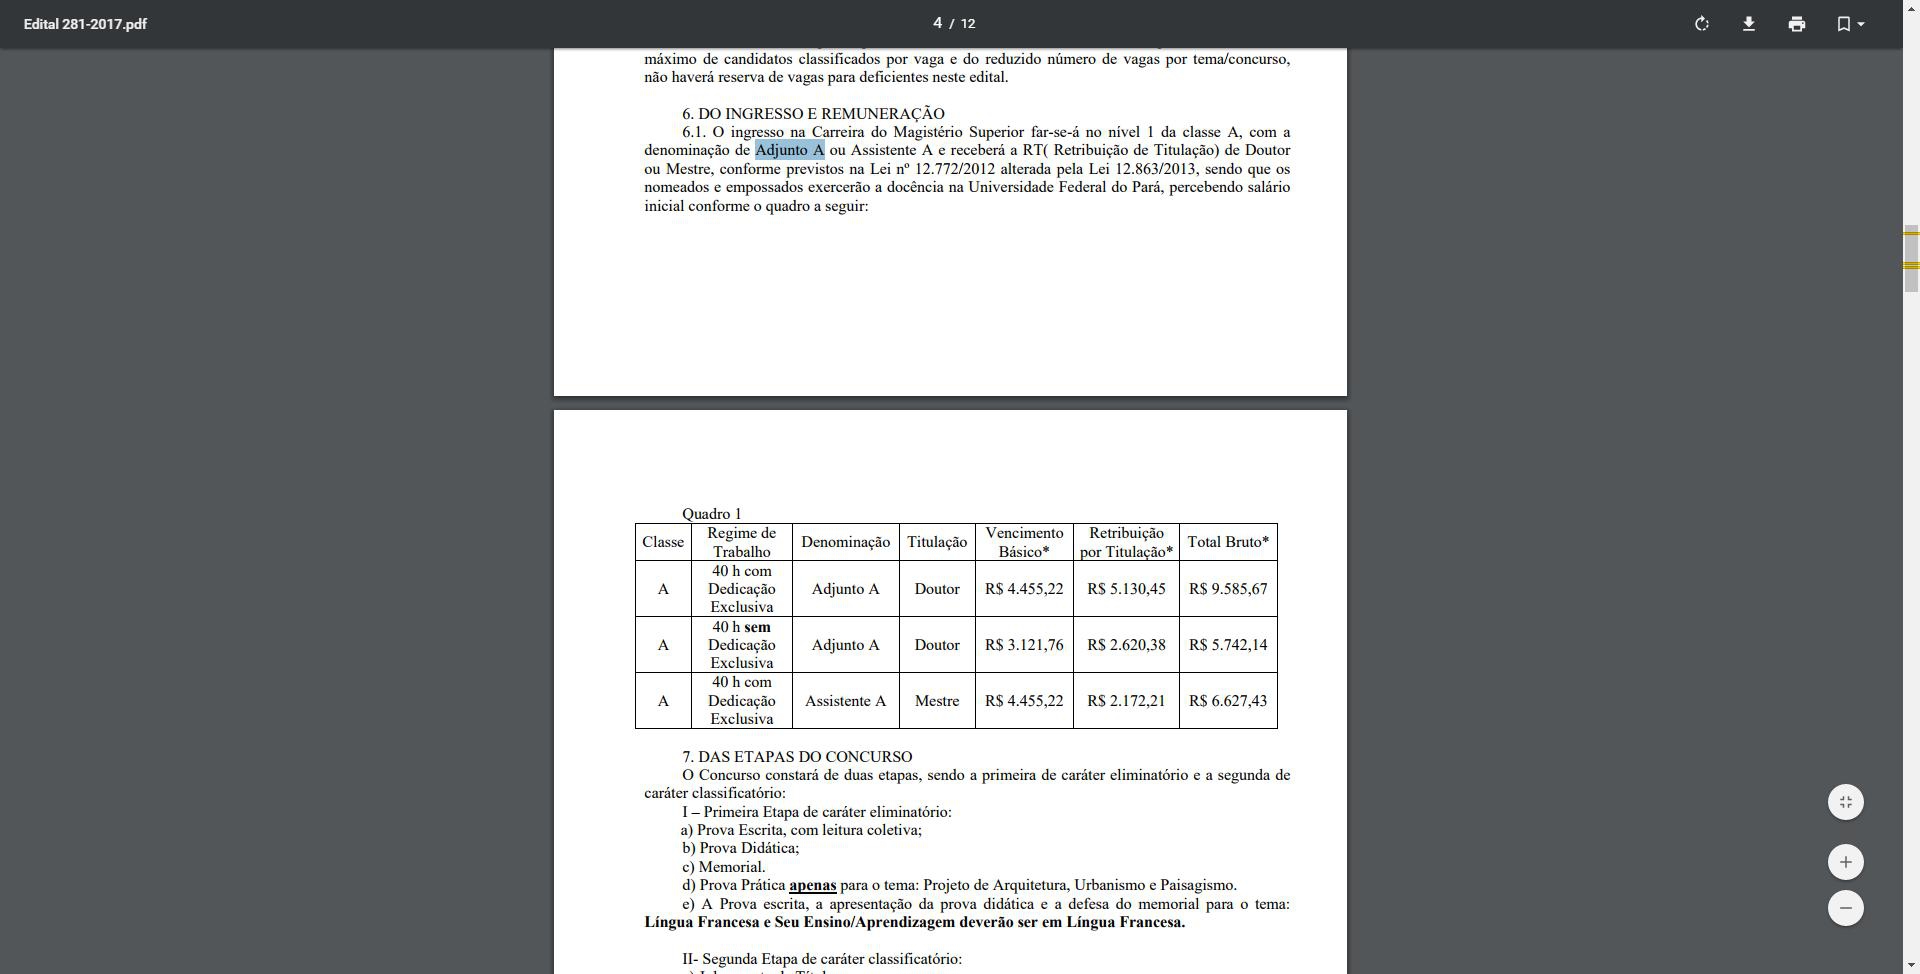 Edital 281-2017.pdf
4 / 12
máximo de candidatos classificados por vaga e do reduzido número de vagas por tema/concurso,
não haverá reserva de vagas para deficientes neste edital.
6. DO INGRESSO E REMUNERAÇÃO
6.1. O ingresso na Carreira do Magistério Superior far-se-á no nível 1 da classe A, com a
denominação de Adjunto A ou Assistente A e receberá a RT( Retribuição de Titulação) de Doutor
ou Mestre, conforme previstos na Lei nº 12.772/2012 alterada pela Lei 12.863/2013, sendo que os
nomeados e empossados exercerão a docência na Universidade Federal do Pará, percebendo salário
inicial conforme o quadro a seguir:
Quadro 1
Classe Regime de Trabalho Denominação Titulação Vencimento Básico* Retribuição por Titulação* Total Bruto*
A 40 h com Dedicação Exclusiva Adjunto A Doutor R$ 4.455,22 R$ 5.130,45 R$ 9.585,67
A 40 h sem Dedicação Exclusiva Adjunto A Doutor R$ 3.121,76 R$ 2.620,38 R$ 5.742,14
A 40 h com Dedicação Exclusiva Assistente A Mestre R$ 4.455,22 R$ 2.172,21 R$ 6.627,43
7. DAS ETAPAS DO CONCURSO
O Concurso constará de duas etapas, sendo a primeira de caráter eliminatório e a segunda de
caráter classificatório:
I – Primeira Etapa de caráter eliminatório:
a) Prova Escrita, com leitura coletiva;
b) Prova Didática;
c) Memorial.
d) Prova Prática apenas para o tema: Projeto de Arquitetura, Urbanismo e Paisagismo.
e) A Prova escrita, a apresentação da prova didática e a defesa do memorial para o tema:
Língua Francesa e Seu Ensino/Aprendizagem deverão ser em Língua Francesa.
II- Segunda Etapa de caráter classificatório: